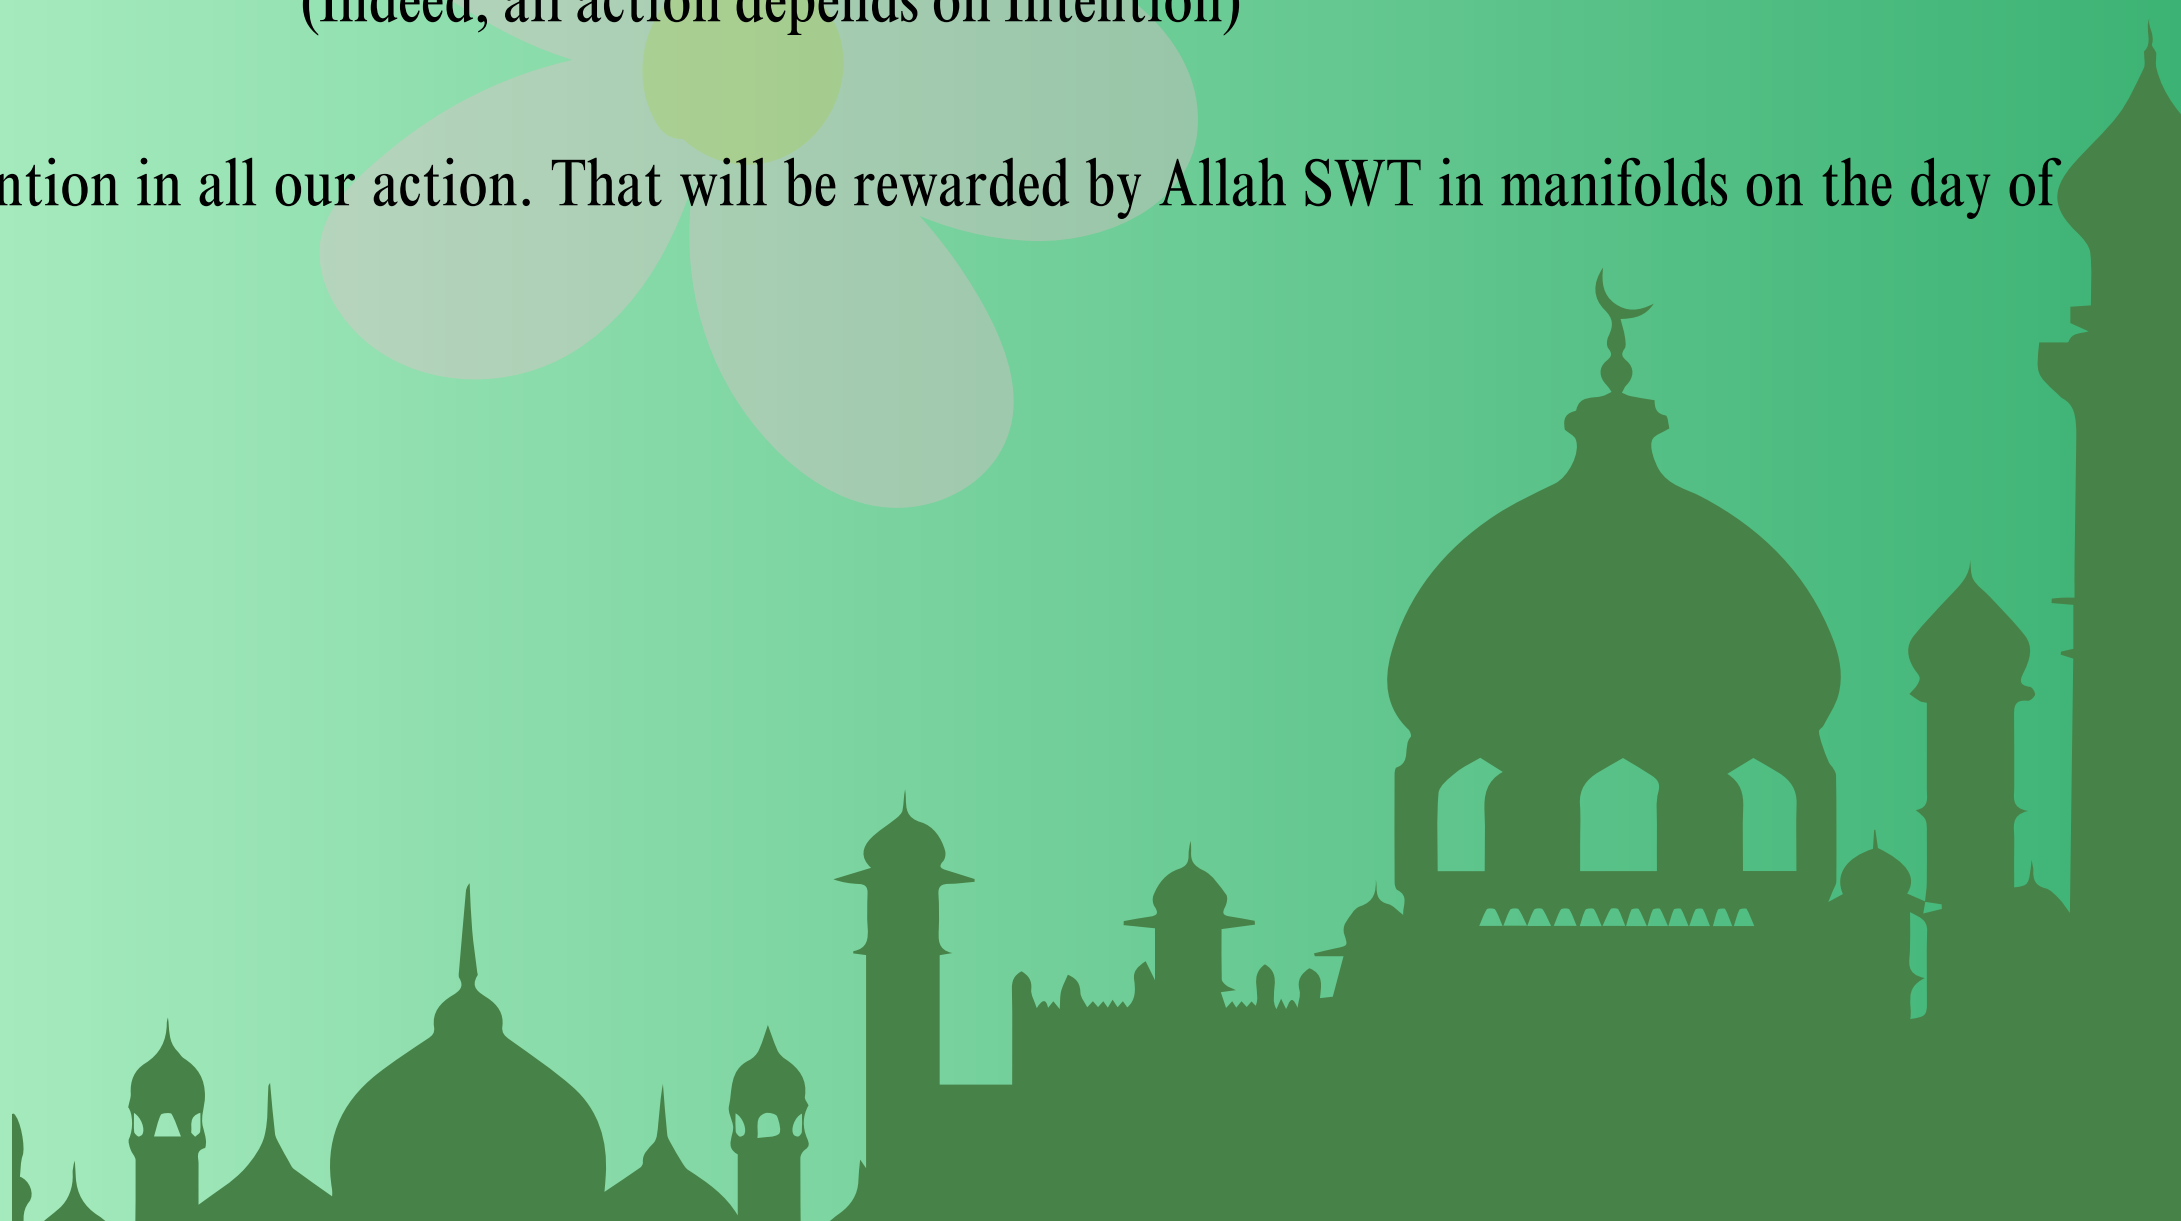 (Indeed, all action depends on Intention)
ntion in all our action. That will be rewarded by Allah SWT in manifolds on the day of